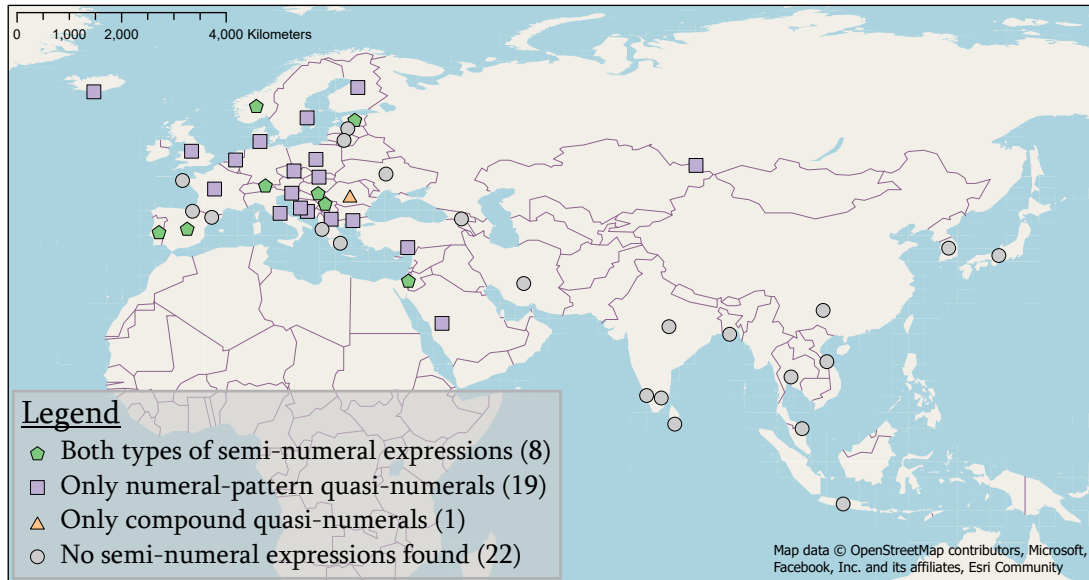 0 1,000 2,000 4,000 Kilometers
Legend
Both types of semi-numeral expressions (8)
Only numeral-pattern quasi-numerals (19)
Only compound quasi-numerals (1)
No semi-numeral expressions found (22)
Map data © OpenStreetMap contributors, Microsoft,
Facebook, Inc. and its affiliates, Esri Community